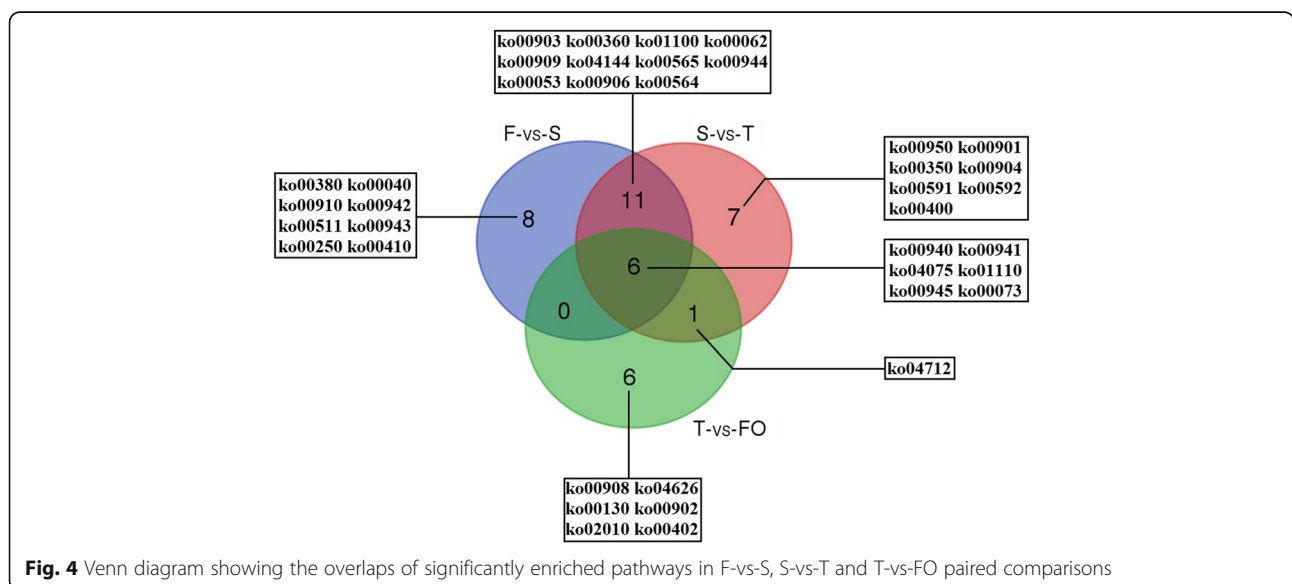 ko00903 ko00360 ko01100 ko00062
ko00909 ko04144 ko00565 ko00944
ko00053 ko00906 ko00564
F-vs-S
S-vs-T
ko00950 ko00901
ko00350 ko00904
ko00591 ko00592
ko00400
ko00380 ko00040
ko00910 ko00942
ko00511 ko00943
ko00250 ko00410
8
11
7
6
ko00940 ko00941
ko04075 ko01110
ko00945 ko00073
0
1
ko04712
6
T-vs-FO
ko00908 ko04626
ko00130 ko00902
ko02010 ko00402
Fig. 4 Venn diagram showing the overlaps of significantly enriched pathways in F-vs-S, S-vs-T and T-vs-FO paired comparisons